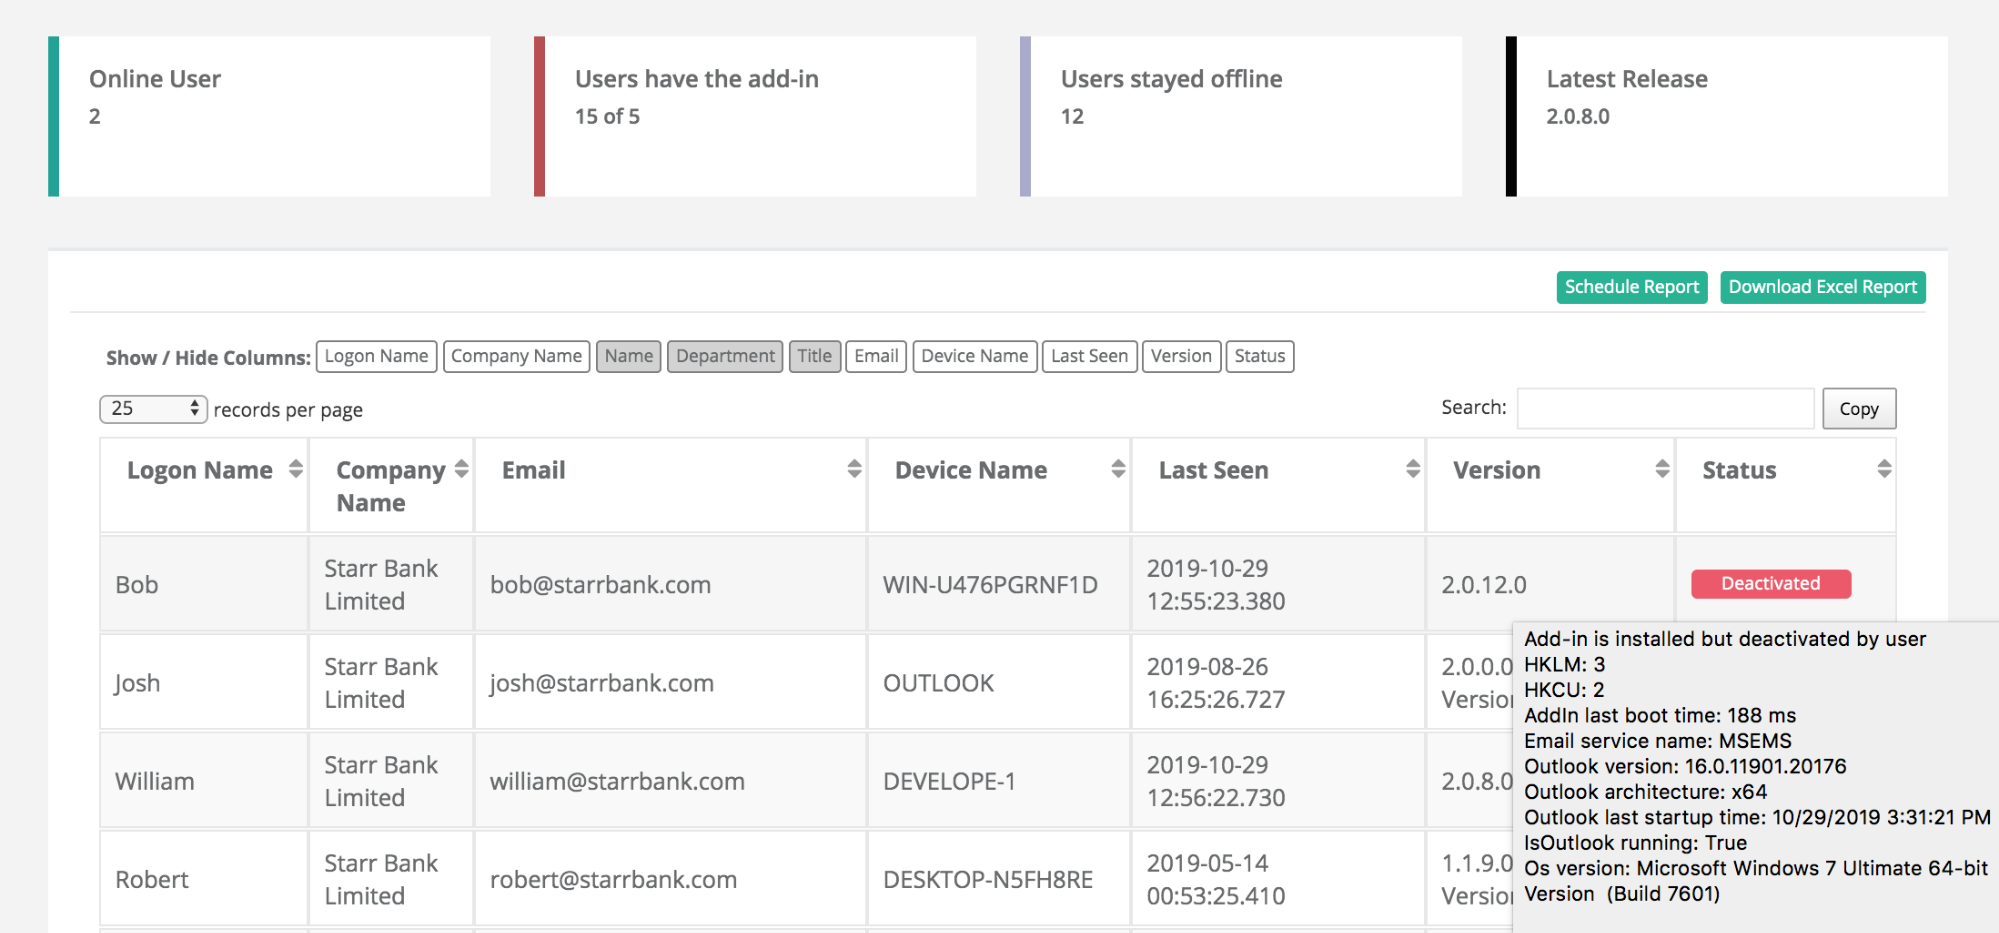 Online User
2
Users have the add-in
15 of 5
Users stayed offline
12
Latest Release
2.0.8.0
Schedule Report
Download Excel Report
Show / Hide Columns: Logon Name Company Name Name Department Title Email Device Name Last Seen Version Status
25 records per page
Search:
Copy
Logon Name
Company
Name
Email
Device Name
Last Seen
Version
Status
Bob
Starr Bank
Limited
bob@starrbank.com
WIN-U476PGRNF1D
2019-10-29
12:55:23.380
2.0.12.0
Deactivated
Josh
Starr Bank
Limited
josh@starrbank.com
OUTLOOK
2019-08-26
16:25:26.727
2.0.0.0
William
Starr Bank
Limited
william@starrbank.com
DEVELOPE-1
2019-10-29
12:56:22.730
2.0.8.0
Robert
Starr Bank
Limited
robert@starrbank.com
DESKTOP-N5FH8RE
2019-05-14
00:53:25.410
1.1.9.0
Add-in is installed but deactivated by user
HKLM: 3
HKCU: 2
AddIn last boot time: 188 ms
Email service name: MSEMS
Outlook version: 16.0.11901.20176
Outlook architecture: x64
Outlook last startup time: 10/29/2019 3:31:21 PM
IsOutlook running: True
Os version: Microsoft Windows 7 Ultimate 64-bit
Version (Build 7601)